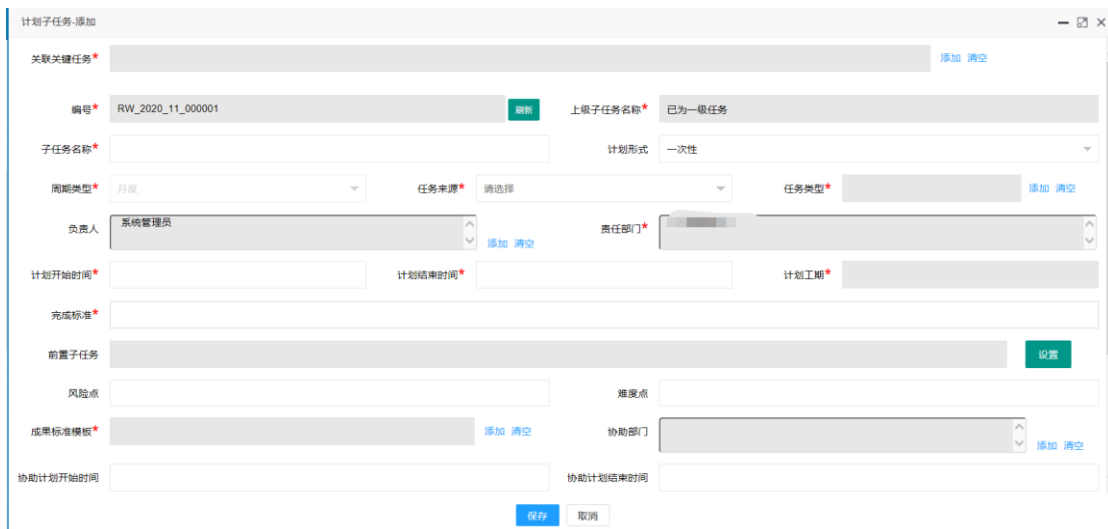 计划子任务-添加
关联关键任务* 添加 清空
编号* RW_2020_11_000001 刷新 上级子任务名称* 已为一级任务
子任务名称* 计划形式 一次性
周期类型* 月度 任务来源* 请选择 任务类型* 添加 清空
负责人 系统管理员 添加 清空 责任部门*
计划开始时间* 计划结束时间* 计划工期*
完成标准*
前置子任务 设置
风险点 难度点
成果标准模板* 添加 清空 协助部门 添加 清空
协助计划开始时间 协助计划结束时间
保存 取消